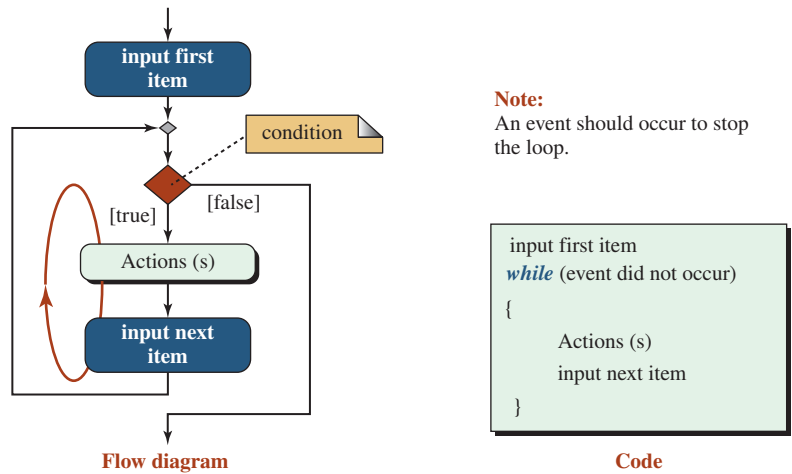 input first
item
condition
[true]
[false]
Actions (s)
input next
item
Flow diagram
Note:
An event should occur to stop
the loop.
input first item
while (event did not occur)
{
Actions (s)
input next item
}
Code